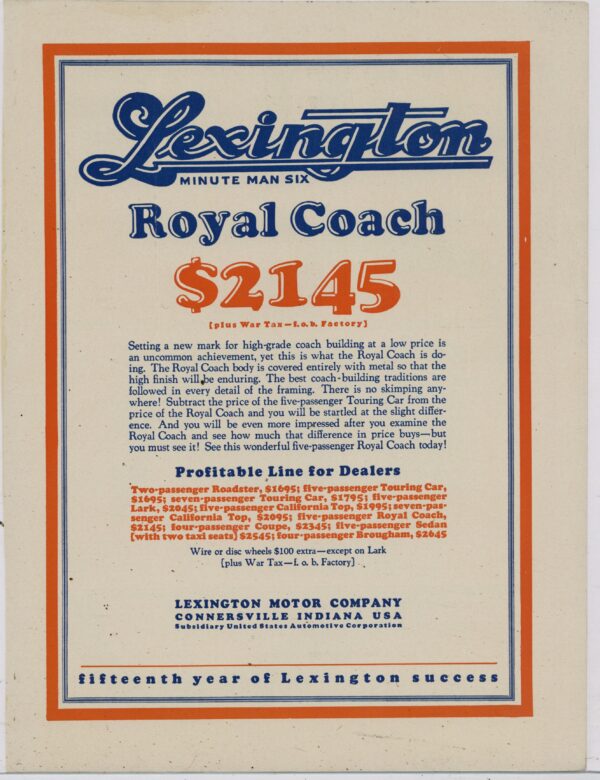 Lexington
MINUTE MAN SIX
Royal Coach
$2145
[plus War Tax—f.o.b. Factory]
Setting a new mark for high-grade coach building at a low price is
an uncommon achievement, yet this is what the Royal Coach is do-
ing. The Royal Coach body is covered entirely with metal so that the
high finish will be enduring. The best coach-building traditions are
followed in every detail of the framing. There is no skimping any-
where! Subtract the price of the five-passenger Touring Car from the
price of the Royal Coach and you will be startled at the slight differ-
ence. And you will be even more impressed after you examine the
Royal Coach and see how much that difference in price buys—but
you must see it! See this wonderful five-passenger Royal Coach today!
Profitable Line for Dealers
Two-passenger Roadster, $1695; five-passenger Touring Car,
$1695; seven-passenger Touring Car, $1795; five-passenger
Lark, $2045; five-passenger California Top, $1995; seven-pas-
senger California Top, $2095; five-passenger Royal Coach,
$2145; four-passenger Coupe, $2345; five-passenger Sedan
[with two taxi seats] $2545; four-passenger Brougham, $2645
Wire or disc wheels $100 extra—except on Lark
[plus War Tax—f. o. b. Factory]
LEXINGTON MOTOR COMPANY
CONNERSVILLE INDIANA USA
Subsidiary United States Automotive Corporation
fifteenth year of Lexington success